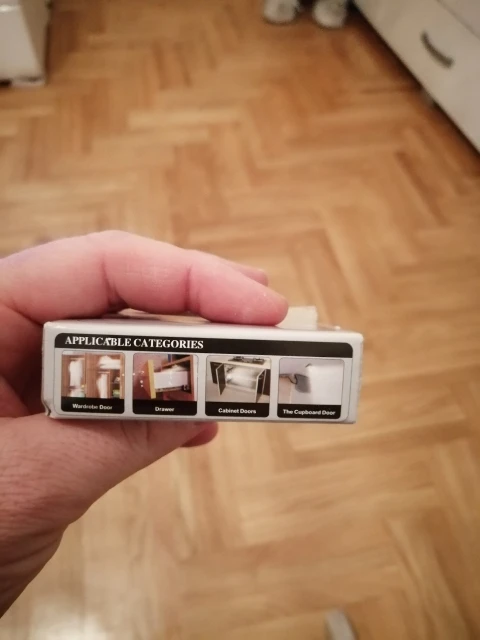 APPLICABLE CATEGORIES
Wardrobe Door
Drawer
Cabinet Doors
The Cupboard Door